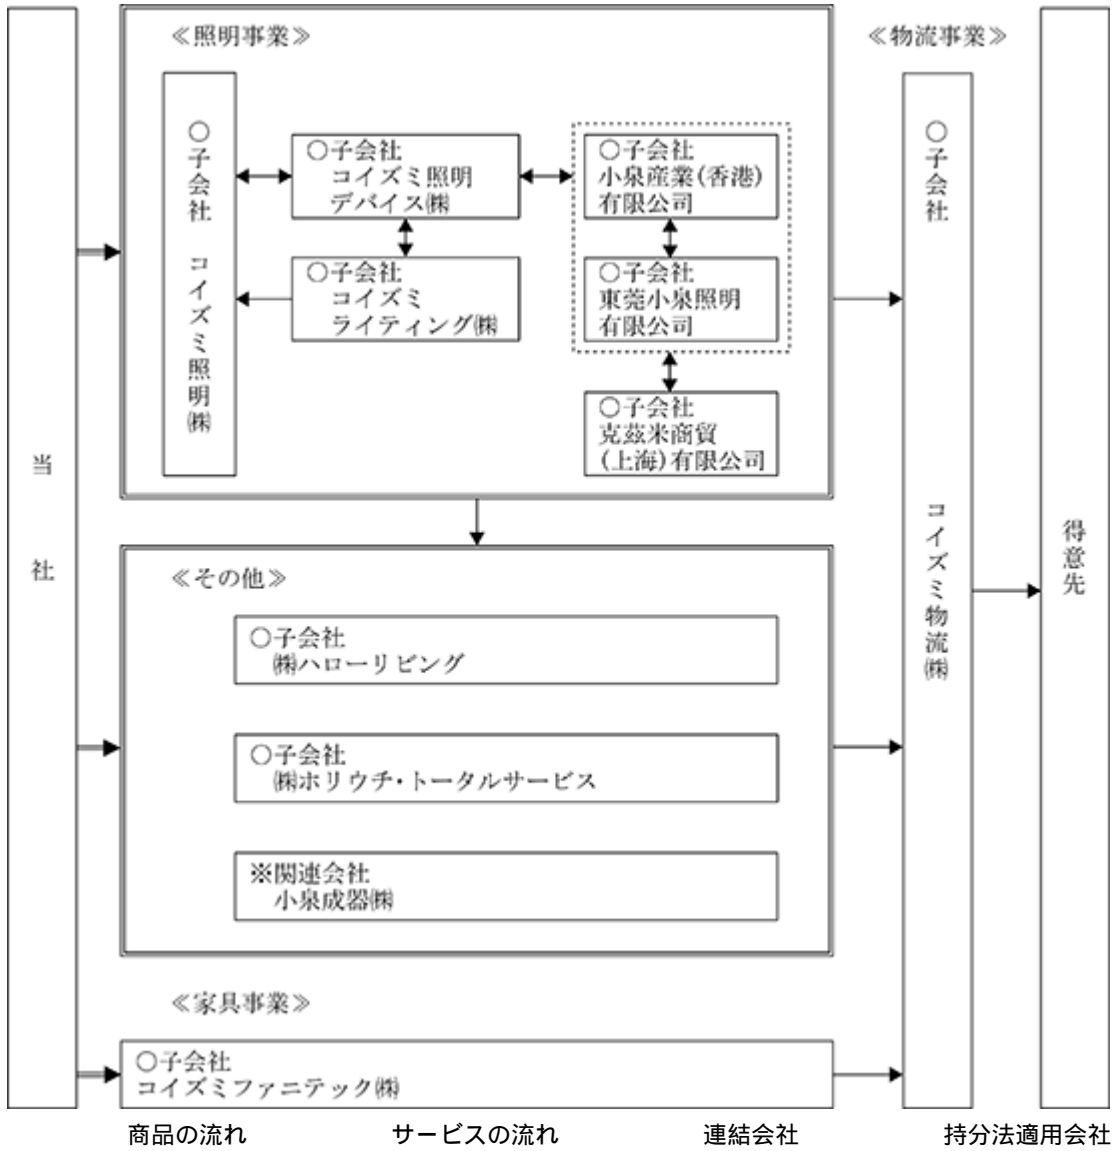 当社
≪照明事業≫
○子会社 コイズミ照明㈱
○子会社
コイズミ照明
デバイス㈱
○子会社
コイズミ
ライティング㈱
○子会社
小泉産業(香港)
有限公司
○子会社
東莞小泉照明
有限公司
○子会社
克茲米商貿
(上海)有限公司
≪その他≫
○子会社
㈱ハローリビング
○子会社
㈱ホリウチ・トータルサービス
※関連会社
小泉成器㈱
≪家具事業≫
○子会社
コイズミファニテック㈱
≪物流事業≫
○子会社 コイズミ物流㈱
得意先
商品の流れ サービスの流れ 連結会社 持分法適用会社